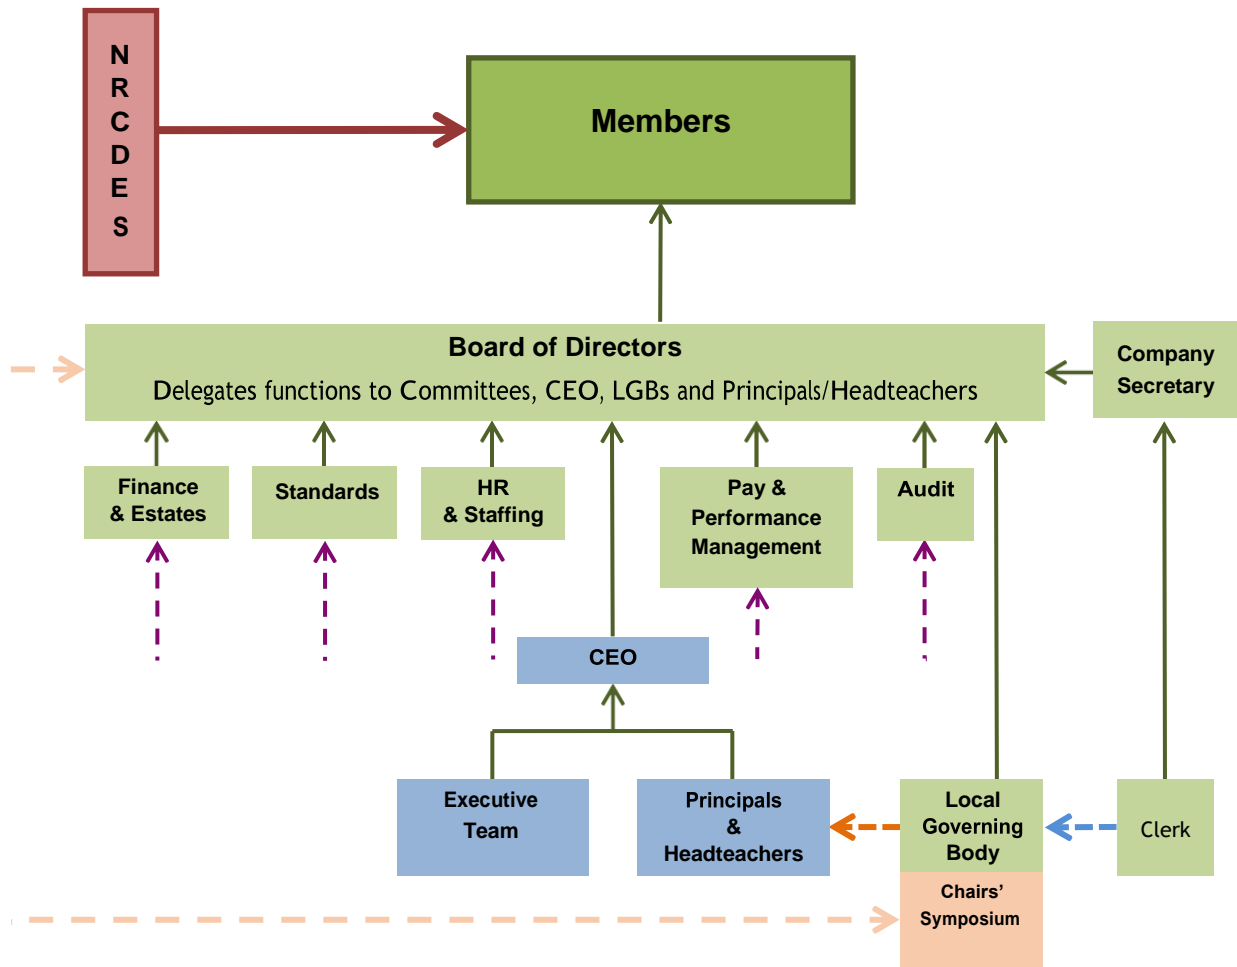 N
R
C
D
E
S
Members
Board of Directors
Delegates functions to Committees, CEO, LGBs and Principals/Headteachers
Company
Secretary
Finance
& Estates
Standards
HR
& Staffing
Pay &
Performance
Management
Audit
CEO
Executive
Team
Principals
&
Headteachers
Local
Governing
Body
Clerk
Chairs’
Symposium